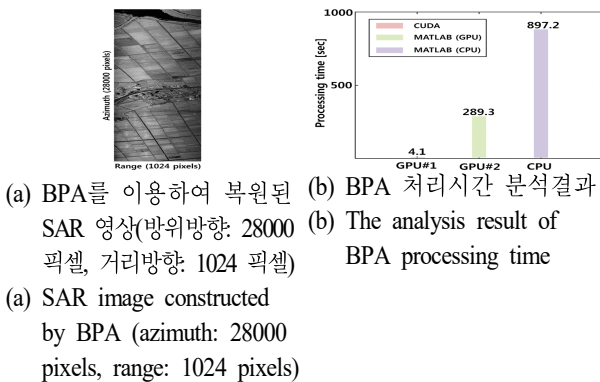 Azimuth (28000 pixels)
Range (1024 pixels)
(a) BPA를 이용하여 복원된
SAR 영상(방위방향: 28000
픽셀, 거리방향: 1024 픽셀)
(a) SAR image constructed
by BPA (azimuth: 28000
pixels, range: 1024 pixels)
Processing time [sec]
1000
500
CUDA
MATLAB (GPU)
MATLAB (CPU)
4.1
289.3
897.2
GPU#1
GPU#2
CPU
(b) BPA 처리시간 분석결과
(b) The analysis result of
BPA processing time